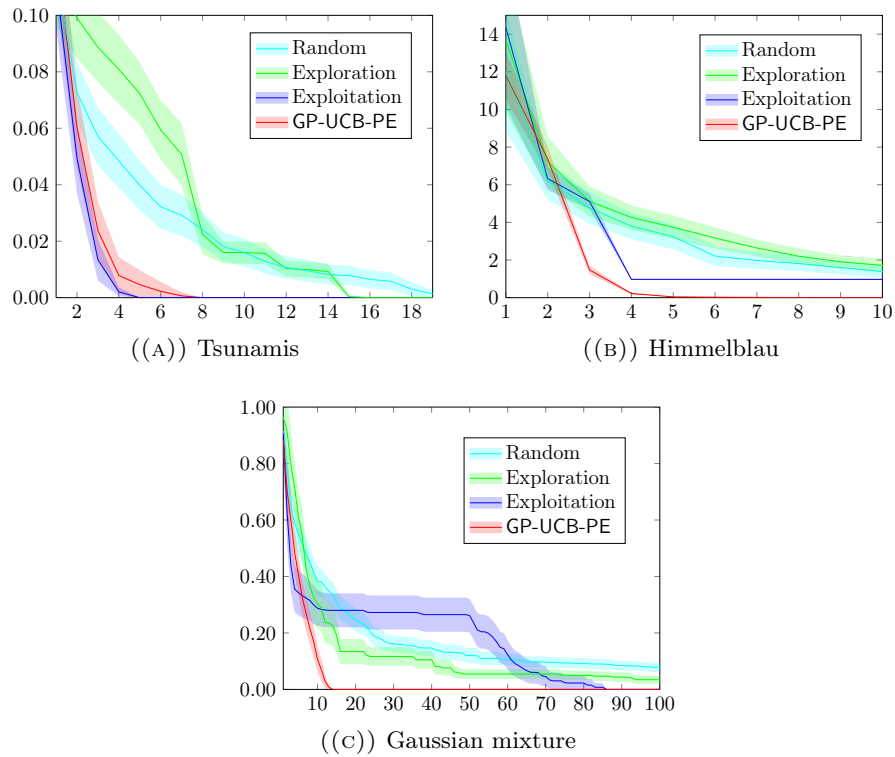 0.10
0.08
0.06
0.04
0.02
0.00
2 4 6 8 10 12 14 16 18
Random
Exploration
Exploitation
GP-UCB-PE
((A)) Tsunamis
14
12
10
8
6
4
2
0
1 2 3 4 5 6 7 8 9 10
Random
Exploration
Exploitation
GP-UCB-PE
((B)) Himmelblau
1.00
0.80
0.60
0.40
0.20
0.00
10 20 30 40 50 60 70 80 90 100
Random
Exploration
Exploitation
GP-UCB-PE
((C)) Gaussian mixture